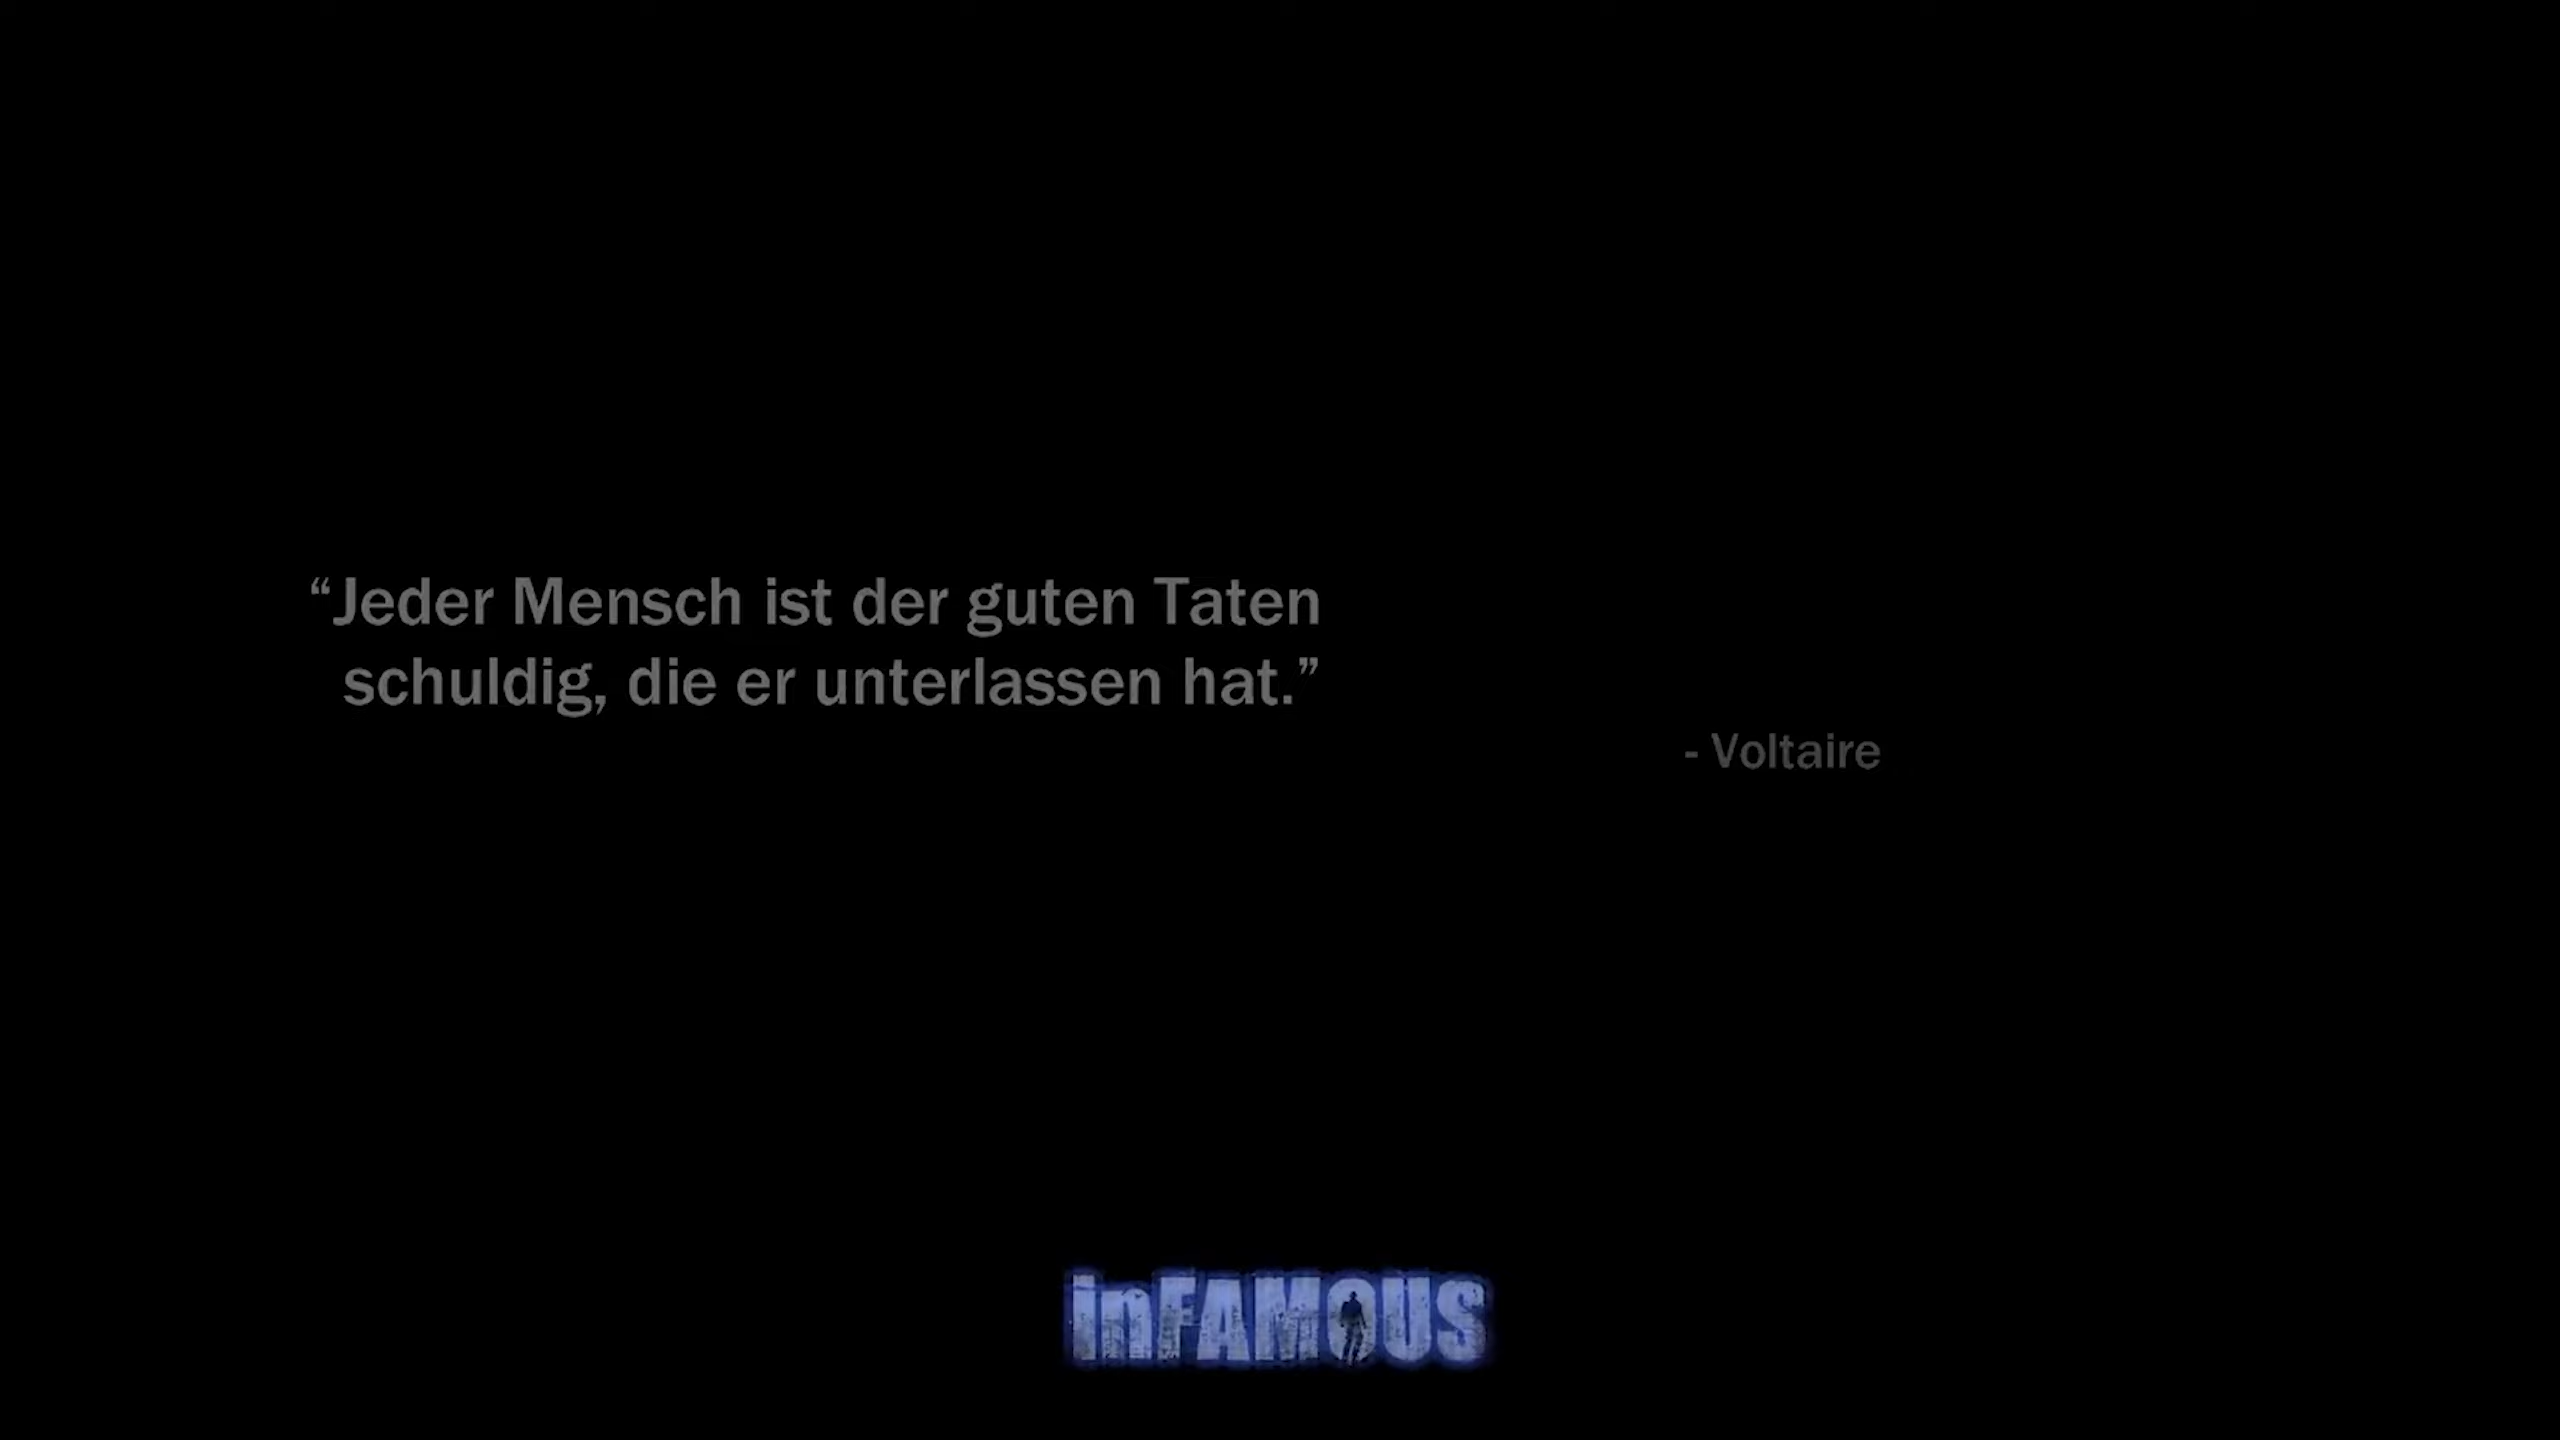 “Jeder Mensch ist der guten Taten
schuldig, die er unterlassen hat.”
- Voltaire
inFAMOUS